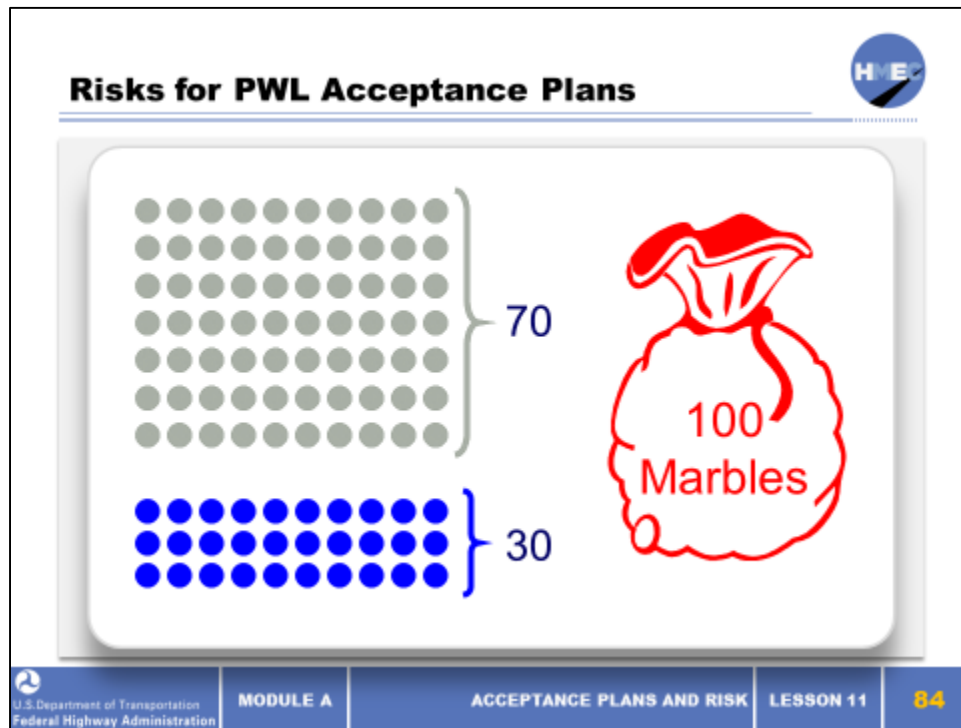 Risks for PWL Acceptance Plans
HMEC
70
30
100
Marbles
U.S.Department of Transportation
Federal Highway Administration
MODULE A
ACCEPTANCE PLANS AND RISK
LESSON 11
84